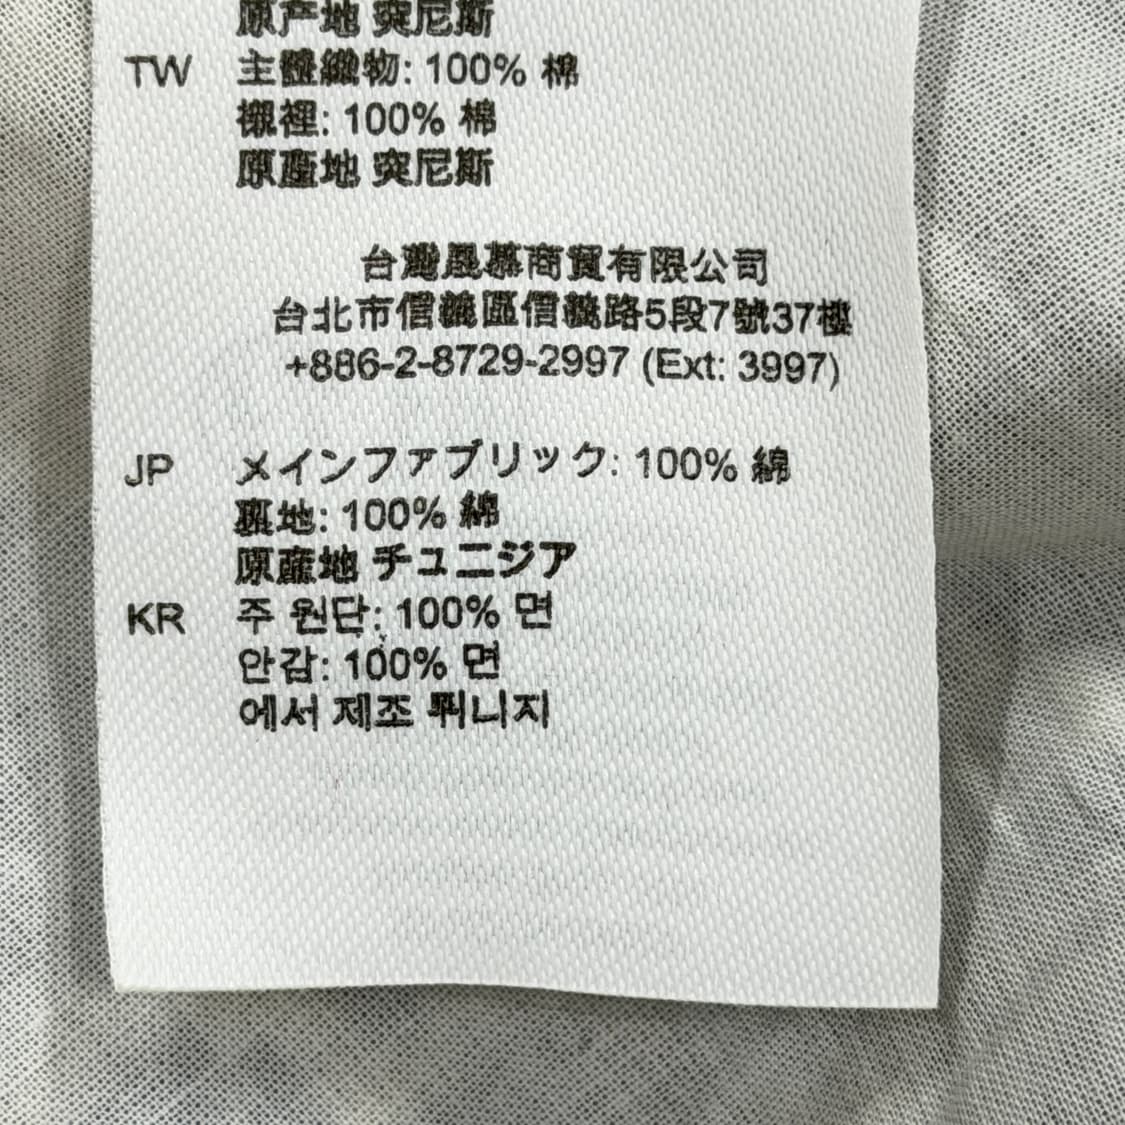 原产地 突尼斯
TW 主體織物: 100% 棉
襯裡: 100% 棉
原產地 突尼斯
台灣晟慕商貿有限公司
台北市信義區信義路5段7號37樓
+886-2-8729-2997 (Ext: 3997)
JP メインファブリック: 100% 綿
裏地: 100% 綿
原産地 チュニジア
KR 주 원단: 100% 면
안감: 100% 면
에서 제조 튀니지